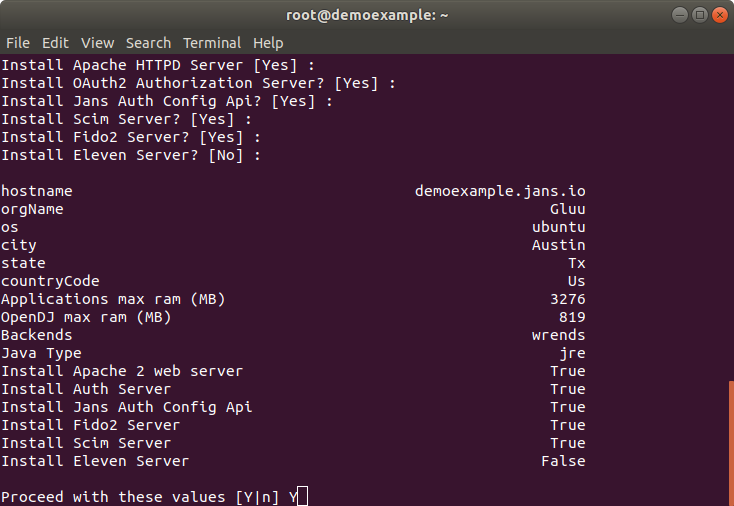 root@demoexample: ~
File Edit View Search Terminal Help
Install Apache HTTPD Server [Yes] :
Install OAuth2 Authorization Server? [Yes] :
Install Jans Auth Config Api? [Yes] :
Install Scim Server? [Yes] :
Install Fido2 Server? [Yes] :
Install Eleven Server? [No] :
hostname demoexample.jans.io
orgName Gluu
os ubuntu
city Austin
state Tx
countryCode Us
Applications max ram (MB) 3276
OpenDJ max ram (MB) 819
Backends wrends
Java Type jre
Install Apache 2 web server True
Install Auth Server True
Install Jans Auth Config Api True
Install Fido2 Server True
Install Scim Server True
Install Eleven Server False
Proceed with these values [Y|n] Y